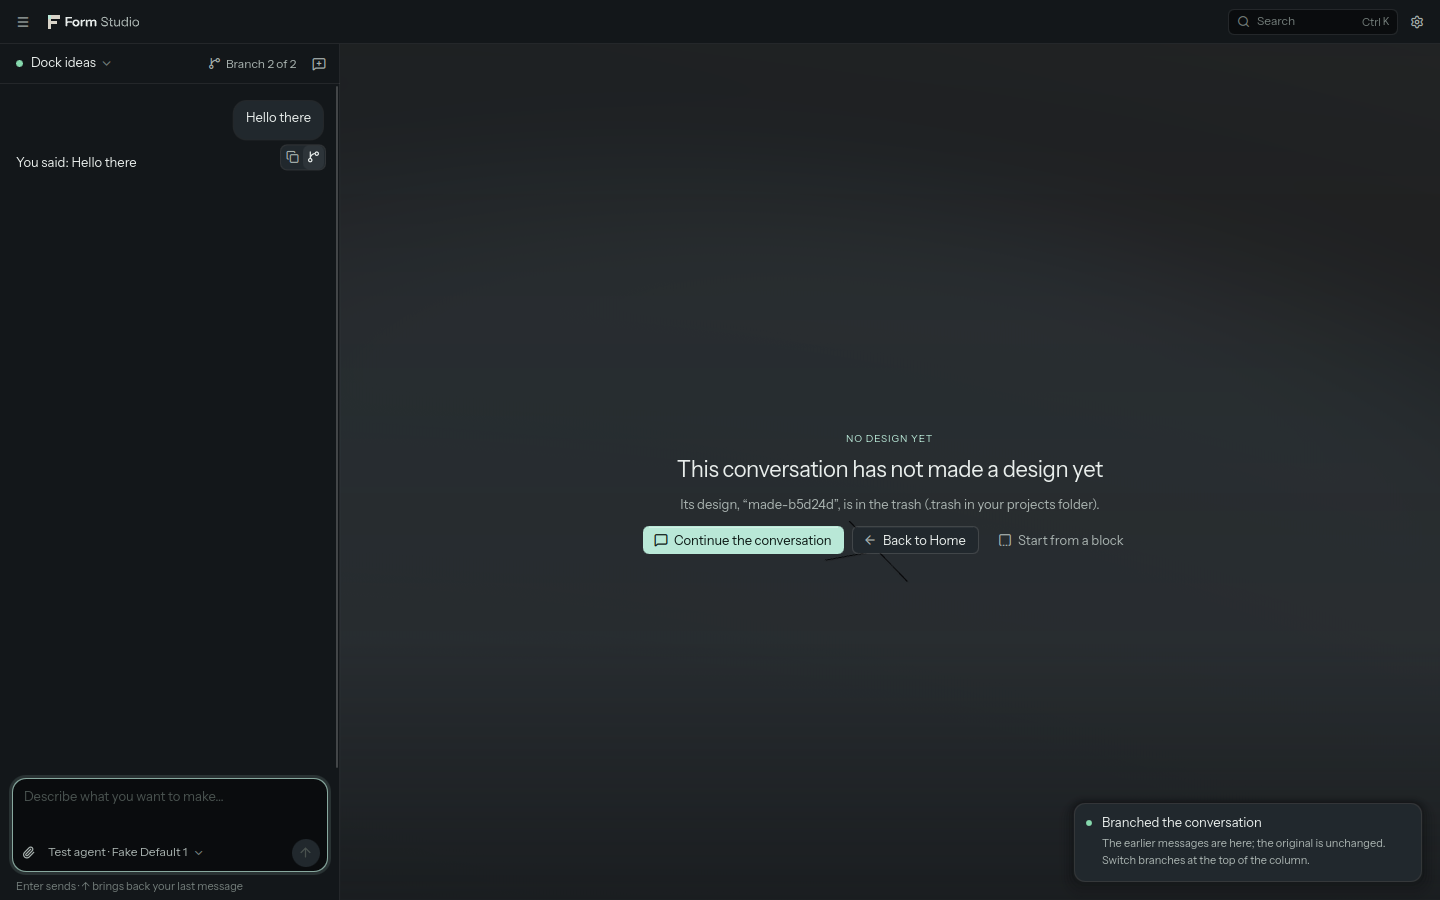 Form Studio
Search Ctrl K
Dock ideas
Branch 2 of 2
Hello there
You said: Hello there
NO DESIGN YET
This conversation has not made a design yet
Its design, “made-b5d24d”, is in the trash (.trash in your projects folder).
Continue the conversation
Back to Home
Start from a block
Describe what you want to make...
Test agent · Fake Default 1
Enter sends · ↑ brings back your last message
Branched the conversation
The earlier messages are here; the original is unchanged.
Switch branches at the top of the column.